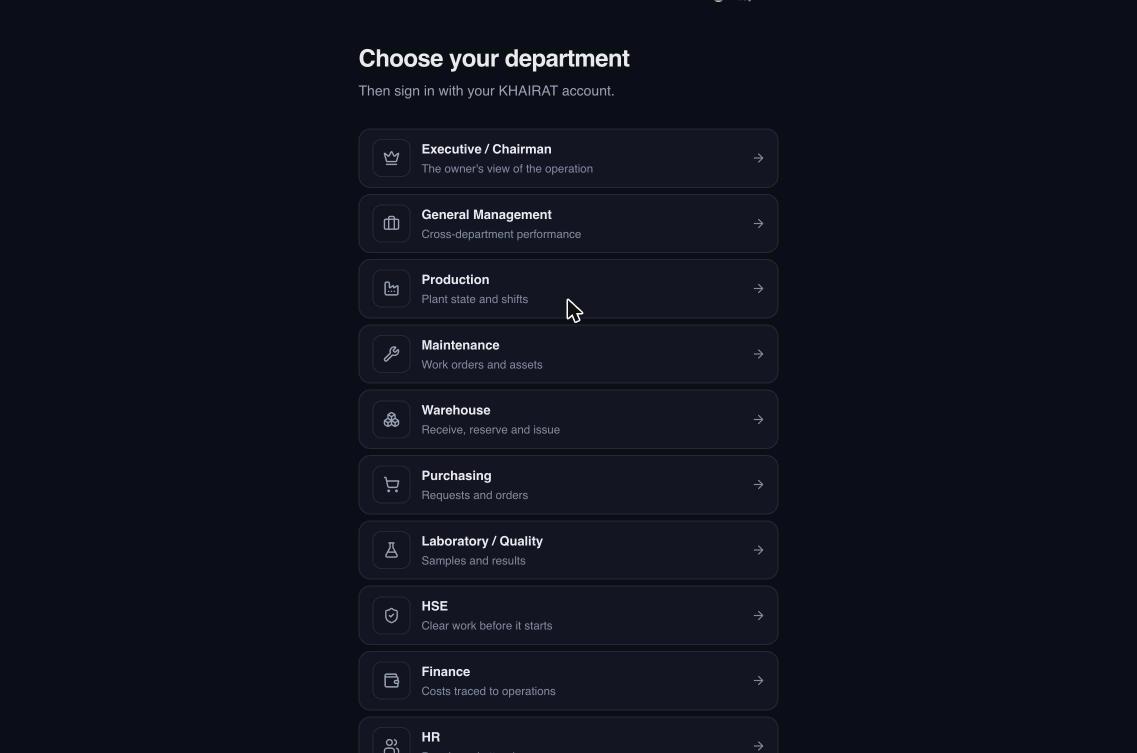 Choose your department
Then sign in with your KHAIRAT account.
Executive / Chairman
The owner's view of the operation
General Management
Cross-department performance
Production
Plant state and shifts
Maintenance
Work orders and assets
Warehouse
Receive, reserve and issue
Purchasing
Requests and orders
Laboratory / Quality
Samples and results
HSE
Clear work before it starts
Finance
Costs traced to operations
HR